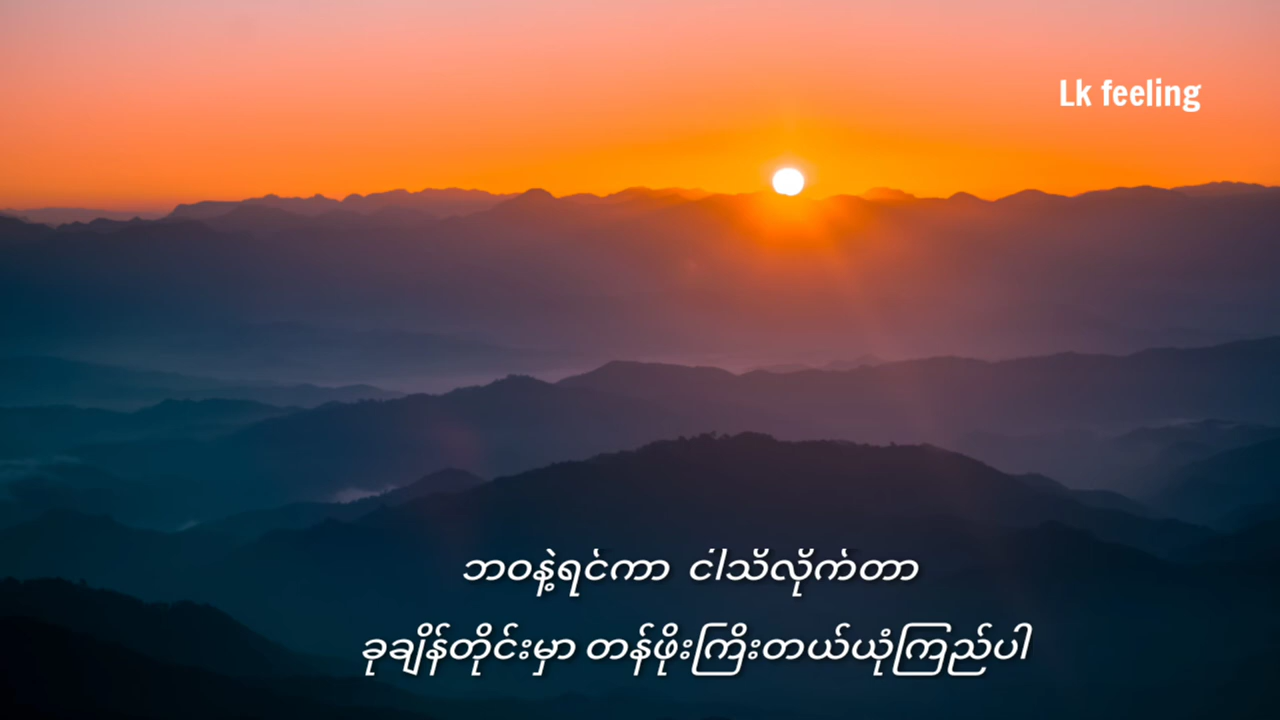 Lk feeling
ဘဝနဲ့ရင်ကာ ငါသိလိုက်တာ
ခုချိန်တိုင်းမှာ တန်ဖိုးကြီးတယ်ယုံကြည်ပါ